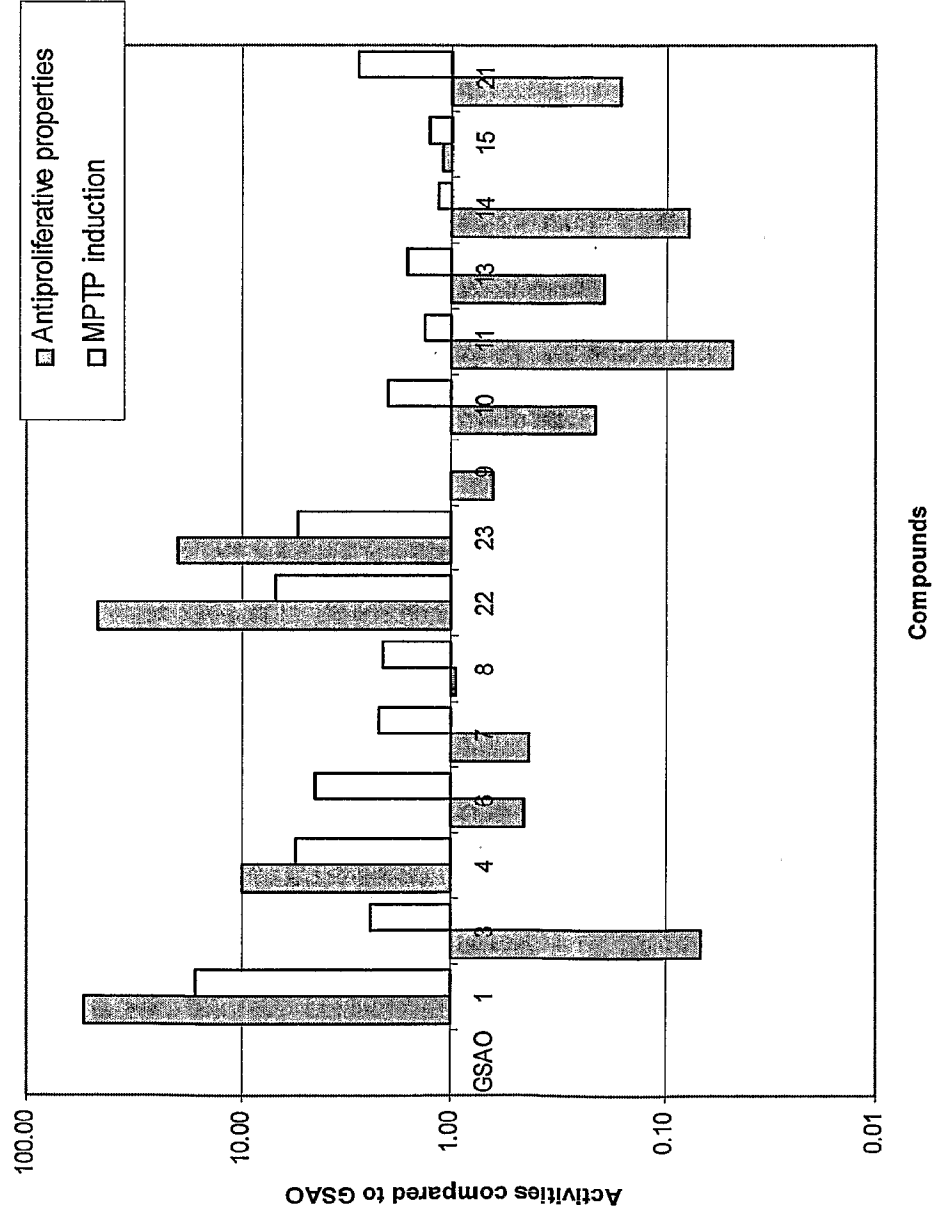 Antiproliferative properties
MPTP induction
100.00
10.00
1.00
0.10
0.01
Activities compared to GSAO
GSAO 1 3 4 6 7 8 22 23 9 10 11 13 14 15 21
Compounds